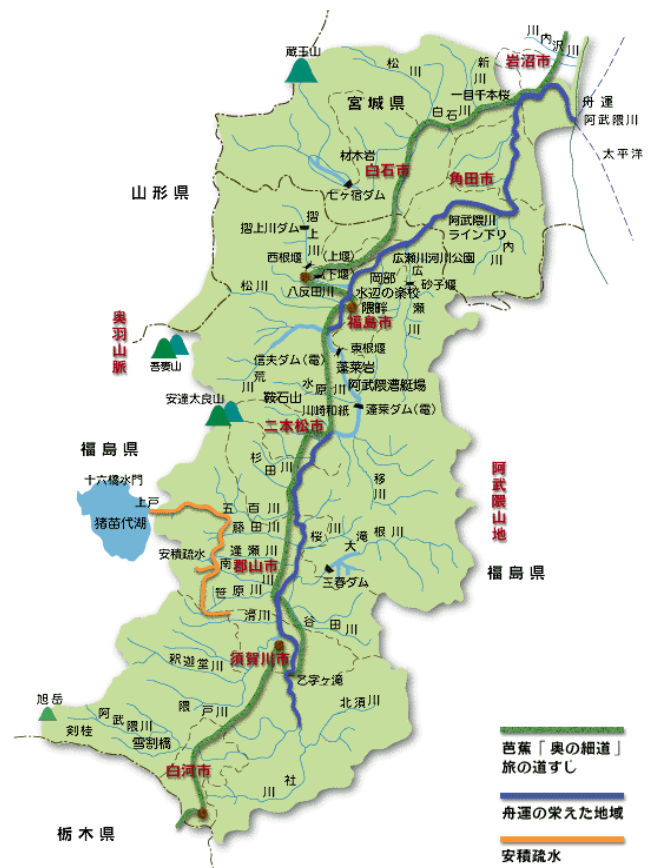 川内沢川
岩沼市
蔵王山
松川
新川
一目千本桜
宮城県
白石川
舟運
阿武隈川
太平洋
材木岩
白石市
角田市
七ヶ宿ダム
山形県
摺上川ダム
摺上川
阿武隈川
ライン下り
内川
西根堰
(上堰)
(下堰)
広瀬川河川公園
岡部
水辺の楽校
広瀬川
砂子堰
松川
八反田川
隈畔
福島市
奥羽山脈
吾妻山
信夫ダム(電)
東根堰
蓬莱岩
荒川
水原川
阿武隈漕艇場
安達太良山
鞍石山
川崎和紙
蓬莱ダム(電)
二本松市
福島県
杉田川
移川
阿武隈山地
十六橋水門
上戸
猪苗代湖
五百川
藤田川
桜川
大滝根川
安積疏水
逢瀬川
南川
郡山市
三春ダム
福島県
笹原川
滑川
谷田川
須賀川市
釈迦堂川
乙字ヶ滝
旭岳
剣桂
阿武隈川
隈戸川
北須川
雪割橋
白河市
社川
栃木県
芭蕉「奥の細道」
旅の道すじ
舟運の栄えた地域
安積疏水